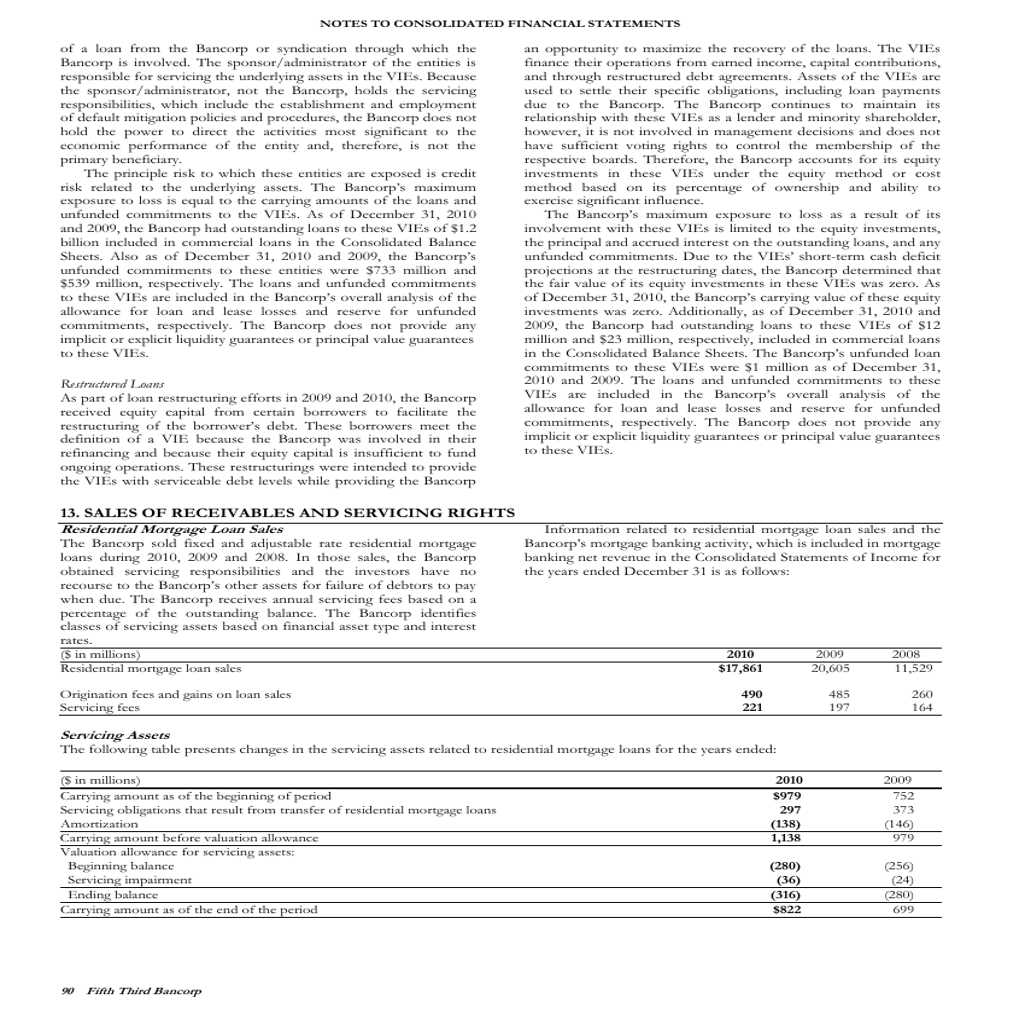 NOTES TO CONSOLIDATED FINANCIAL STATEMENTS
of a loan from the Bancorp or syndication through which the
Bancorp is involved. The sponsor/administrator of the entities is
responsible for servicing the underlying assets in the VIEs. Because
the sponsor/administrator, not the Bancorp, holds the servicing
responsibilities, which include the establishment and employment
of default mitigation policies and procedures, the Bancorp does not
hold the power to direct the activities most significant to the
economic performance of the entity and, therefore, is not the
primary beneficiary.
The principle risk to which these entities are exposed is credit
risk related to the underlying assets. The Bancorp's maximum
exposure to loss is equal to the carrying amounts of the loans and
unfunded commitments to the VIEs. As of December 31, 2010
and 2009, the Bancorp had outstanding loans to these VIEs of $1.2
billion included in commercial loans in the Consolidated Balance
Sheets. Also as of December 31, 2010 and 2009, the Bancorp's
unfunded commitments to these entities were $733 million and
$539 million, respectively. The loans and unfunded commitments
to these VIEs are included in the Bancorp's overall analysis of the
allowance for loan and lease losses and reserve for unfunded
commitments, respectively. The Bancorp does not provide any
implicit or explicit liquidity guarantees or principal value guarantees
to these VIEs.
Restructured Loans
As part of loan restructuring efforts in 2009 and 2010, the Bancorp
received equity capital from certain borrowers to facilitate the
restructuring of the borrower's debt. These borrowers meet the
definition of a VIE because the Bancorp was involved in their
refinancing and because their equity capital is insufficient to fund
ongoing operations. These restructurings were intended to provide
the VIEs with serviceable debt levels while providing the Bancorp
an opportunity to maximize the recovery of the loans. The VIEs
finance their operations from earned income, capital contributions,
and through restructured debt agreements. Assets of the VIEs are
used to settle their specific obligations, including loan payments
due to the Bancorp. The Bancorp continues to maintain its
relationship with these VIEs as a lender and minority shareholder,
however, it is not involved in management decisions and does not
have sufficient voting rights to control the membership of the
respective boards. Therefore, the Bancorp accounts for its equity
investments in these VIEs under the equity method or cost
method based on its percentage of ownership and ability to
exercise significant influence.
The Bancorp's maximum exposure to loss as a result of its
involvement with these VIEs is limited to the equity investments,
the principal and accrued interest on the outstanding loans, and any
unfunded commitments. Due to the VIEs' short-term cash deficit
projections at the restructuring dates, the Bancorp determined that
the fair value of its equity investments in these VIEs was zero. As
of December 31, 2010, the Bancorp's carrying value of these equity
investments was zero. Additionally, as of December 31, 2010 and
2009, the Bancorp had outstanding loans to these VIEs of $12
million and $23 million, respectively, included in commercial loans
in the Consolidated Balance Sheets. The Bancorp's unfunded loan
commitments to these VIEs were $1 million as of December 31,
2010 and 2009. The loans and unfunded commitments to these
VIEs are included in the Bancorp's overall analysis of the
allowance for loan and lease losses and reserve for unfunded
commitments, respectively. The Bancorp does not provide any
implicit or explicit liquidity guarantees or principal value guarantees
to these VIEs.
13. SALES OF RECEIVABLES AND SERVICING RIGHTS
Residential Mortgage Loan Sales
The Bancorp sold fixed and adjustable rate residential mortgage
loans during 2010, 2009 and 2008. In those sales, the Bancorp
obtained servicing responsibilities and the investors have no
recourse to the Bancorp's other assets for failure of debtors to pay
when due. The Bancorp receives annual servicing fees based on a
percentage of the outstanding balance. The Bancorp identifies
classes of servicing assets based on financial asset type and interest
rates.
Information related to residential mortgage loan sales and the
Bancorp's mortgage banking activity, which is included in mortgage
banking net revenue in the Consolidated Statements of Income for
the years ended December 31 is as follows:
($ in millions) 2010 2009 2008
Residential mortgage loan sales $17,861 20,605 11,529
Origination fees and gains on loan sales 490 485 260
Servicing fees 221 197 164
Servicing Assets
The following table presents changes in the servicing assets related to residential mortgage loans for the years ended:
($ in millions) 2010 2009
Carrying amount as of the beginning of period $979 752
Servicing obligations that result from transfer of residential mortgage loans 297 373
Amortization (138) (146)
Carrying amount before valuation allowance 1,138 979
Valuation allowance for servicing assets:
Beginning balance (280) (256)
Servicing impairment (36) (24)
Ending balance (316) (280)
Carrying amount as of the end of the period $822 699
90 Fifth Third Bancorp